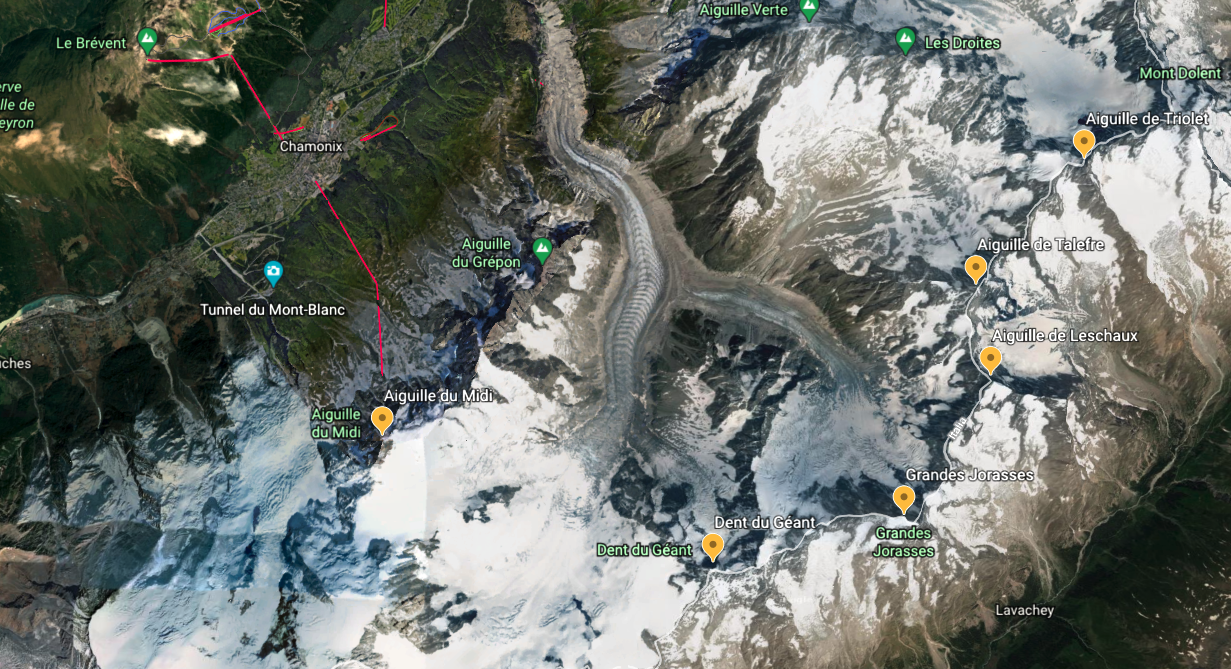 Aiguille Verte
Le Brévent
Les Droites
Mont Dolent
erve
lle de
eyron
Aiguille de Triolet
Chamonix
Aiguille
du Grépon
Aiguille de Talefre
Tunnel du Mont-Blanc
Aiguille de Leschaux
ches
Aiguille du Midi
Aiguille
du Midi
Grandes Jorasses
Dent du Géant
Dent du Géant
Grandes
Jorasses
Lavachey